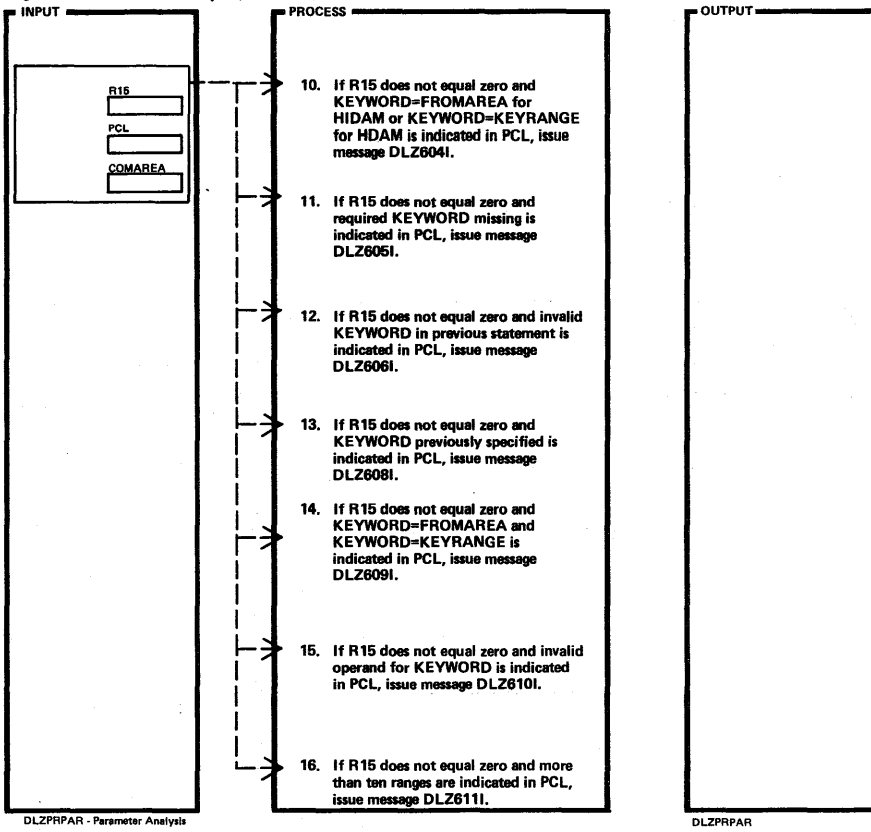 INPUT
PROCESS
OUTPUT
R15
PCL
COMAREA
10. If R15 does not equal zero and
KEYWORD=FROMAREA for
HIDAM or KEYWORD=KEYRANGE
for HDAM is indicated in PCL, issue
message DLZ604I.
11. If R15 does not equal zero and
required KEYWORD missing is
indicated in PCL, issue message
DLZ605I.
12. If R15 does not equal zero and invalid
KEYWORD in previous statement is
indicated in PCL, issue message
DLZ606I.
13. If R15 does not equal zero and
KEYWORD previously specified is
indicated in PCL, issue message
DLZ608I.
14. If R15 does not equal zero and
KEYWORD=FROMAREA and
KEYWORD=KEYRANGE is
indicated in PCL, issue message
DLZ609I.
15. If R15 does not equal zero and invalid
operand for KEYWORD is indicated
in PCL, issue message DLZ610I.
16. If R15 does not equal zero and more
than ten ranges are indicated in PCL,
issue message DLZ611I.
DLZPRPAR - Parameter Analysis
DLZPRPAR